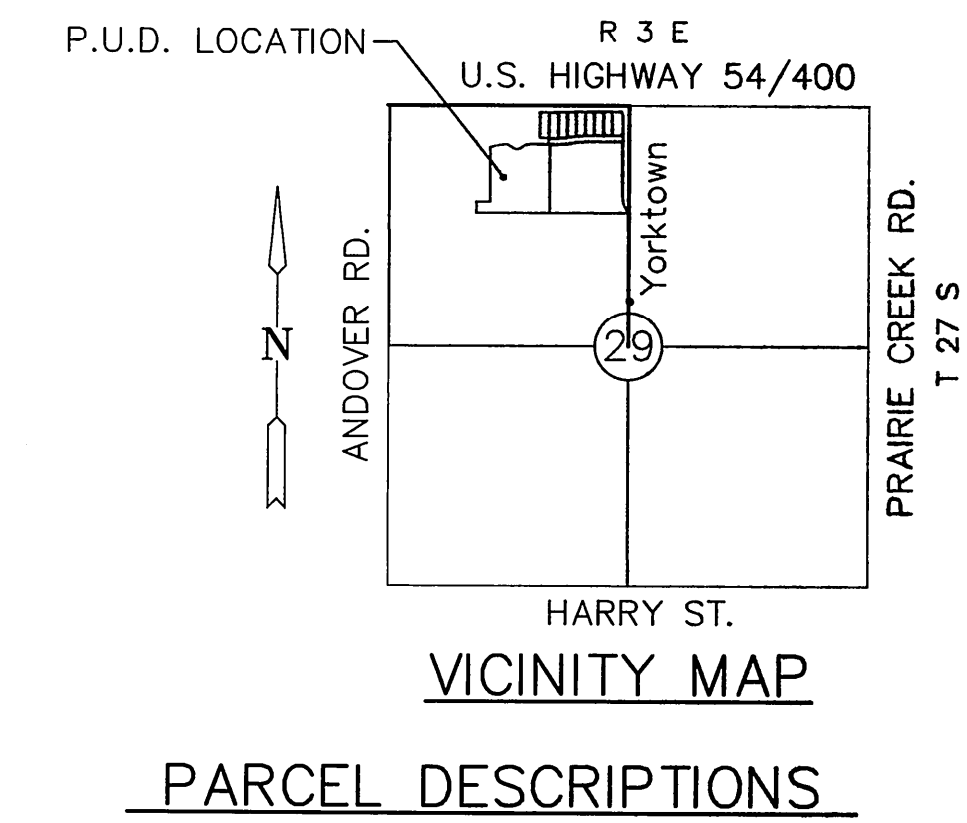 P.U.D. LOCATION
R 3 E
U.S. HIGHWAY 54/400
Yorktown
ANDOVER RD.
PRAIRIE CREEK RD.
T 27 S
N
29
HARRY ST.
VICINITY MAP
PARCEL DESCRIPTIONS